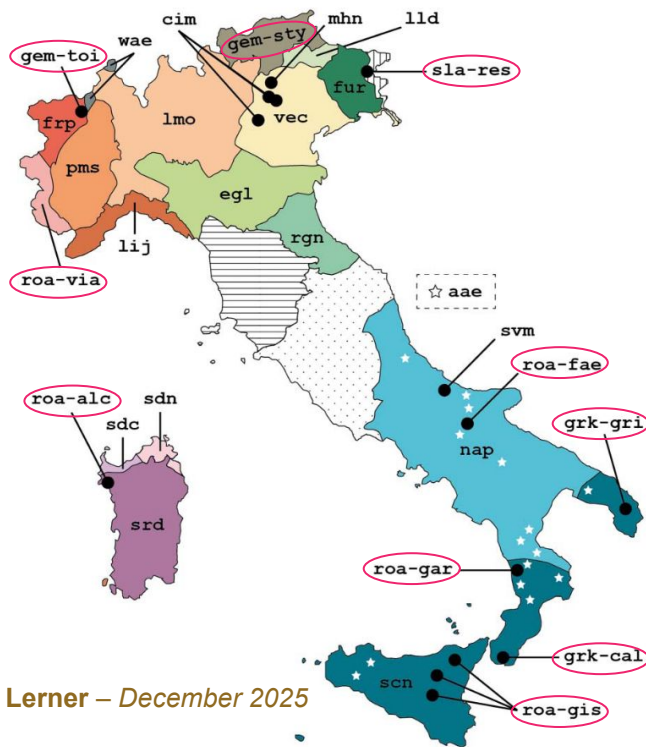 cim
mhn
lld
wae
gem-sty
gem-toi
fur
sla-res
frp
lmo
vec
pms
egl
rgn
lij
roa-via
☆ aae
svm
roa-fae
roa-alc
sdn
sdc
grk-gri
nap
srd
roa-gar
grk-cal
scn
roa-gis
Lerner – December 2025